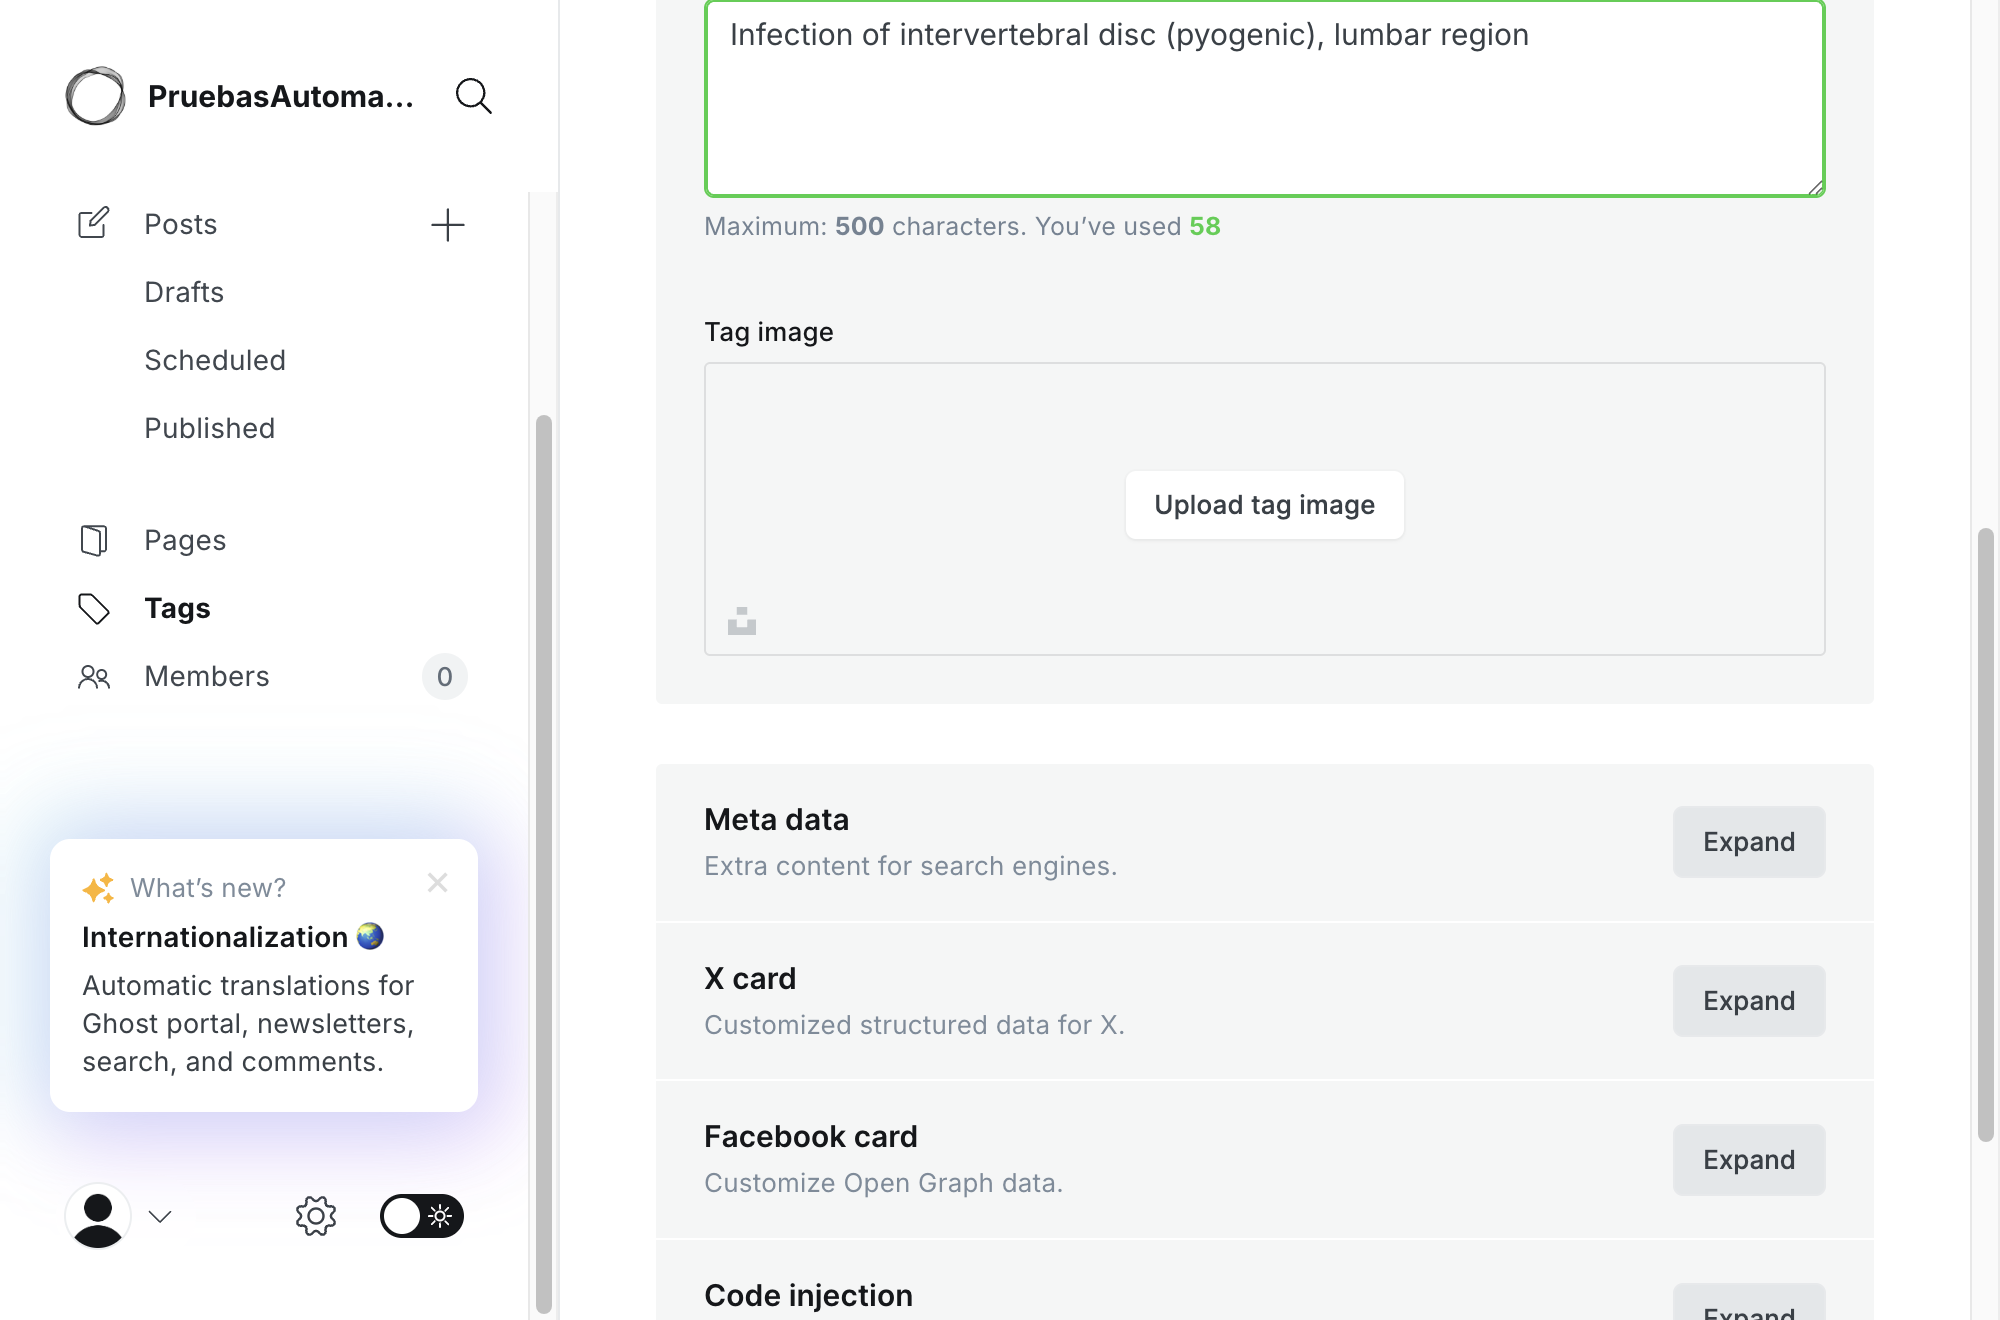 PruebasAutoma...
Posts
Drafts
Scheduled
Published
Pages
Tags
Members
0
What's new?
Internationalization
Automatic translations for
Ghost portal, newsletters,
search, and comments.
Infection of intervertebral disc (pyogenic), lumbar region
Maximum: 500 characters. You've used 58
Tag image
Upload tag image
Meta data
Extra content for search engines.
Expand
X card
Customized structured data for X.
Expand
Facebook card
Customize Open Graph data.
Expand
Code injection
Expand